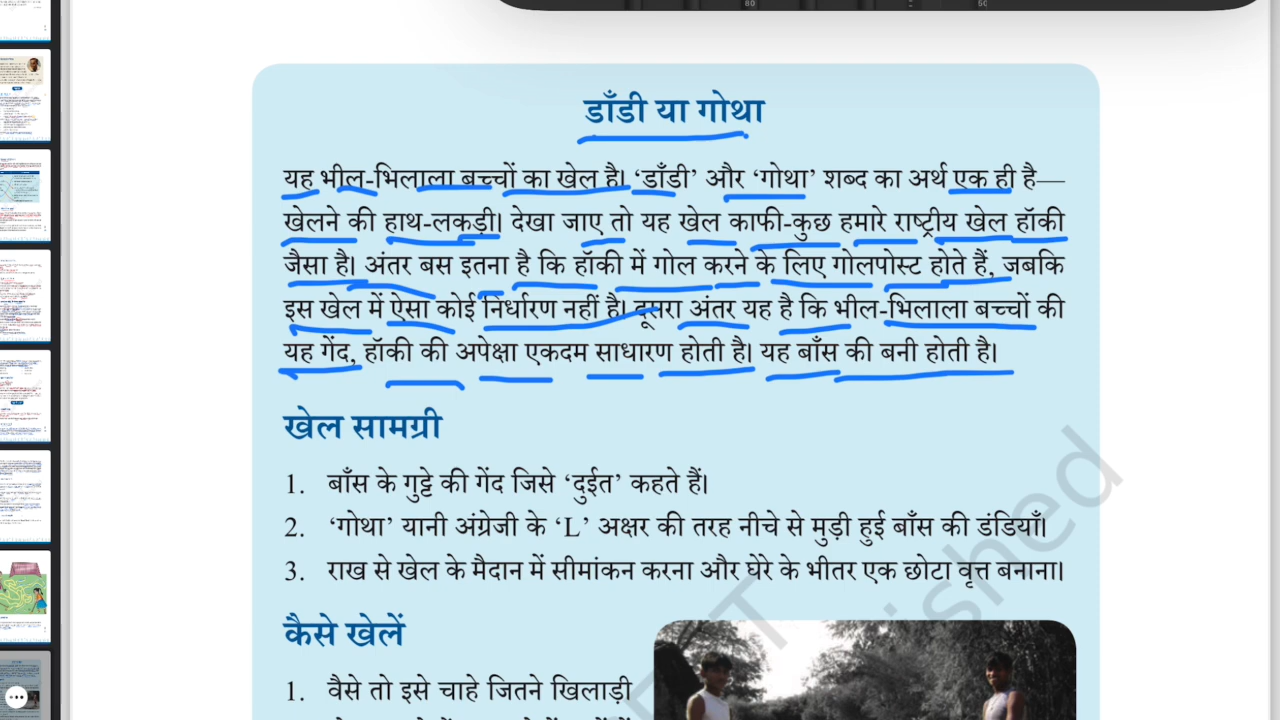 डाँडी या गोथा
यह भील-भिलाला बच्चों का खेल है। ‘डाँडी’ और ‘गोथा’ शब्द का अर्थ एक ही है—
खेलने की हाथ-लकड़ी। देखा जाए तो यह खेल काफी-कुछ हमारे राष्ट्रीय खेल हॉकी
जैसा है। अंतर बस इतना है कि हॉकी में गोल करने के लिए गोलपोस्ट होते हैं, जबकि
इस खेल में ऐसा कोई निर्धारण नहीं है। दूसरा अंतर यह है कि भील-भिलाला बच्चों की
यह गेंद, हॉकी की अपेक्षा एकदम साधारण होती है। यह बाँस की बनी होती है।
खेल सामग्री
1. बाँस के गुट्टे की गेंद जिसे ‘दुईत’ कहते हैं।
2. ‘गोथा’ यानी अंग्रेजी के ‘L’ अक्षर की तरह नीचे से मुड़ी हुई बाँस की डंडियाँ।
3. राख से खेल के मैदान में सीमांकन करना और घेरे के भीतर एक छोटा वृत्त बनाना।
कैसे खेलें
1. वैसे तो इसे चाहे जितने खिलाड़ी